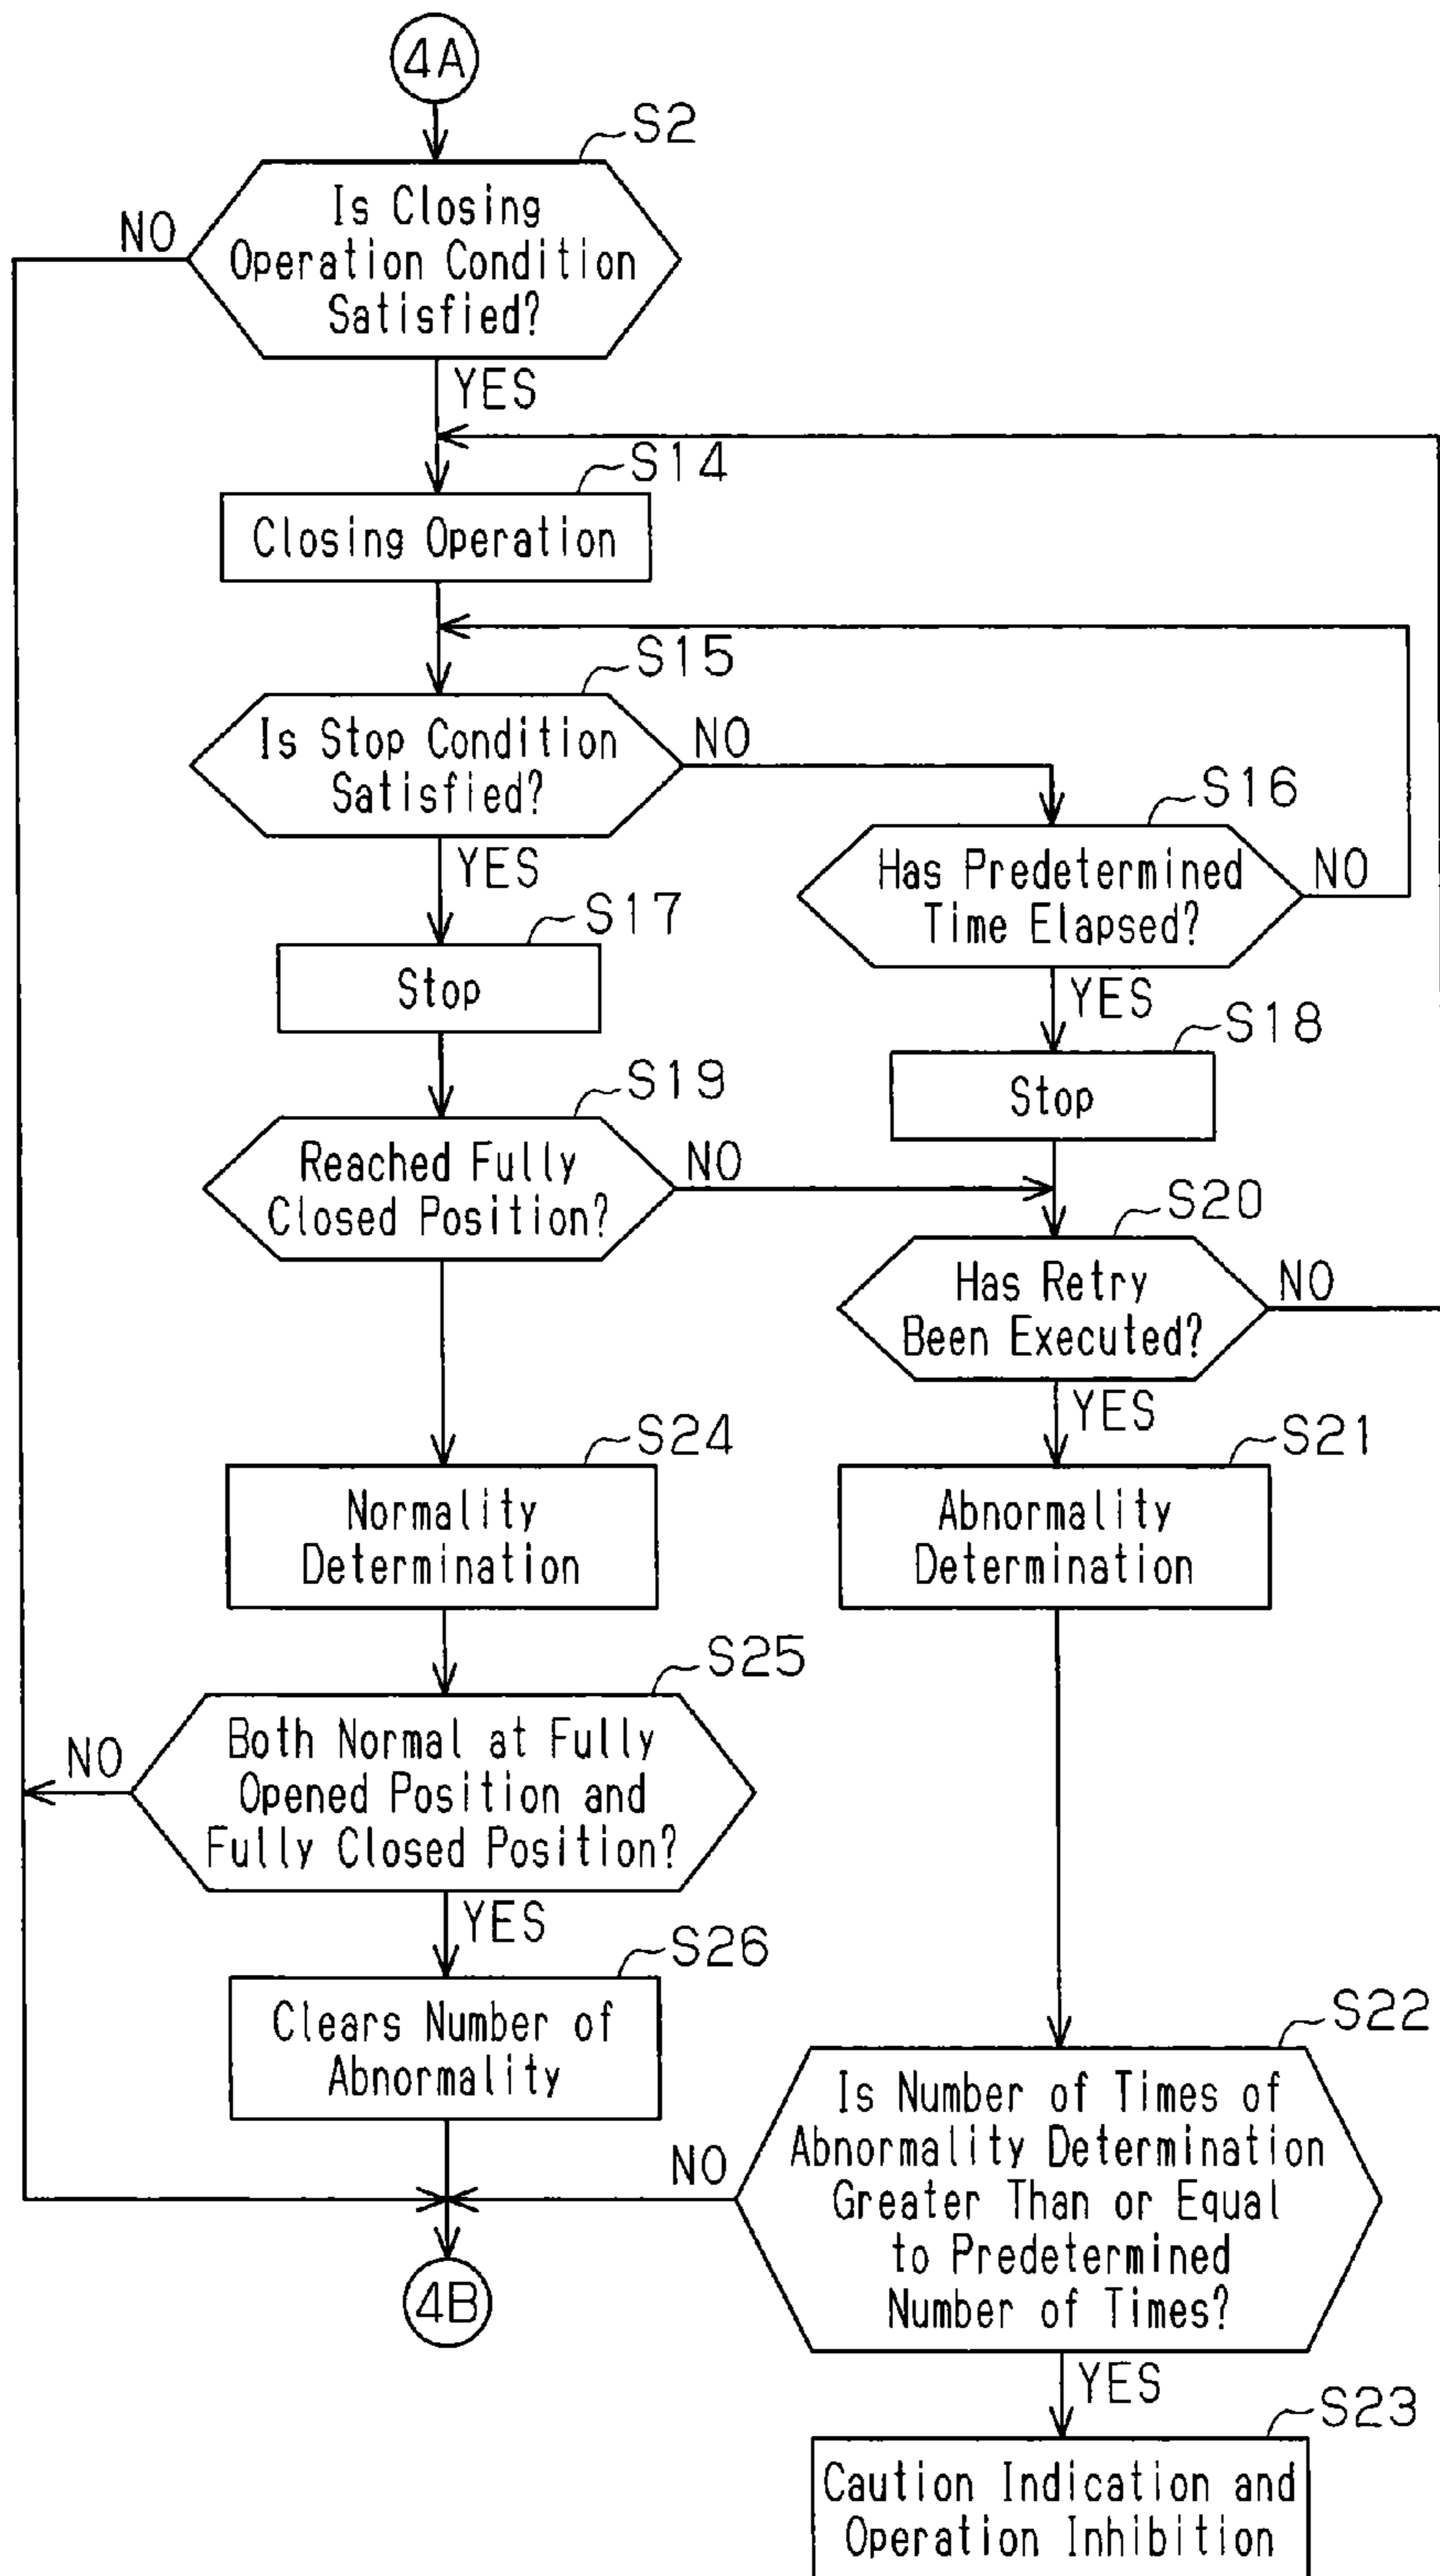 4A
S2
Is Closing
Operation Condition
Satisfied?
NO
YES
S14
Closing Operation
S15
Is Stop Condition
Satisfied?
NO
YES
S16
Has Predetermined
Time Elapsed?
NO
YES
S17
Stop
S18
Stop
S19
Reached Fully
Closed Position?
NO
S20
Has Retry
Been Executed?
NO
YES
S24
Normality
Determination
S21
Abnormality
Determination
S25
Both Normal at Fully
Opened Position and
Fully Closed Position?
NO
YES
S26
Clears Number of
Abnormality
S22
Is Number of Times of
Abnormality Determination
Greater Than or Equal
to Predetermined
Number of Times?
NO
YES
4B
S23
Caution Indication and
Operation Inhibition